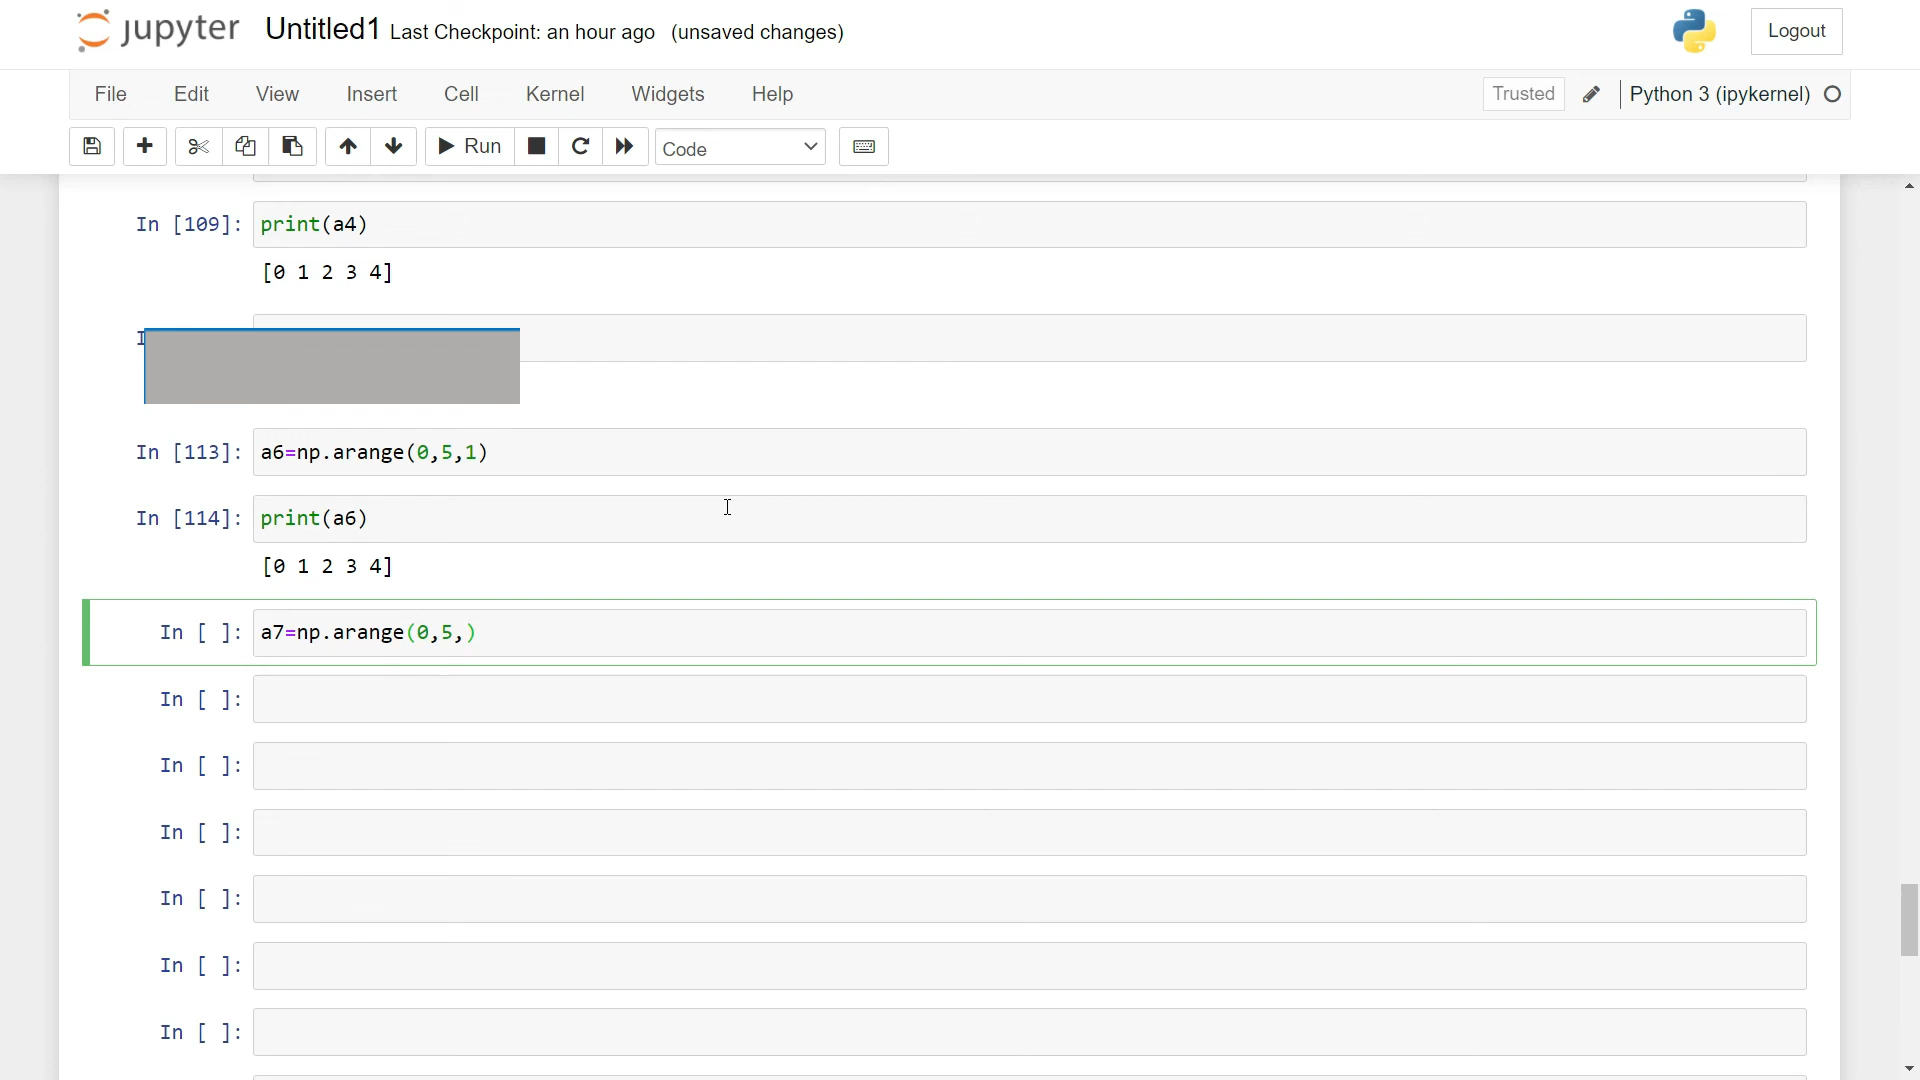 jupyter Untitled1 Last Checkpoint: an hour ago (unsaved changes) Logout
File Edit View Insert Cell Kernel Widgets Help Trusted Python 3 (ipykernel)
Run Code
In [109]: print(a4)
[0 1 2 3 4]
In [113]: a6=np.arange(0,5,1)
In [114]: print(a6)
[0 1 2 3 4]
In [ ]: a7=np.arange(0,5,)
In [ ]:
In [ ]:
In [ ]:
In [ ]:
In [ ]:
In [ ]: